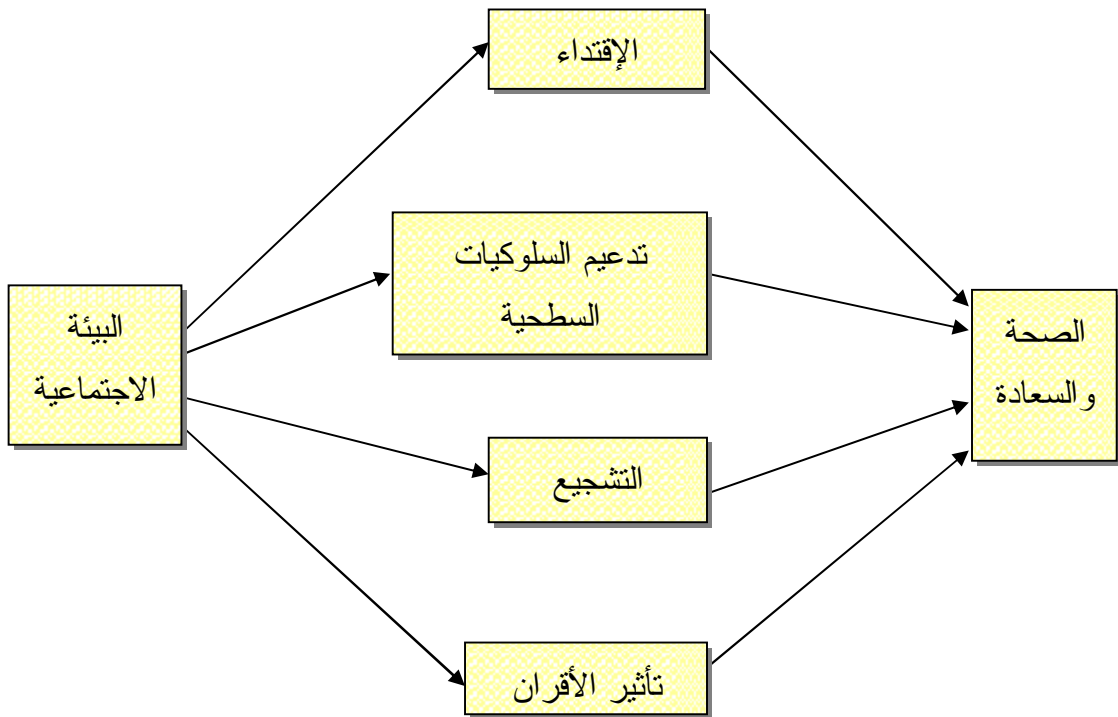 الإقتداء
تدعيم السلوكيات
السطحية
البيئة
الاجتماعية
الصحة
والسعادة
التشجيع
تأثير الأقران